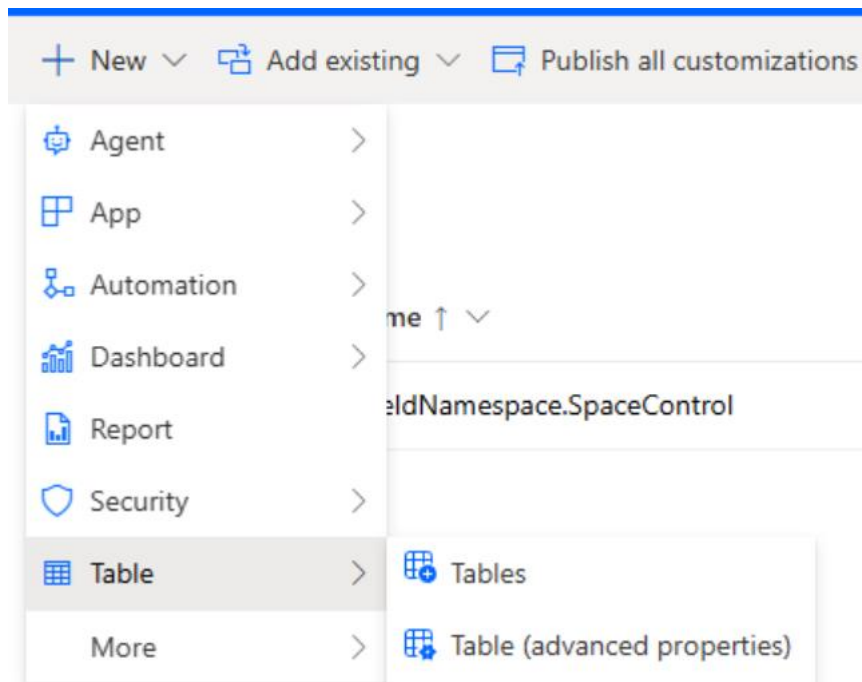 New Add existing Publish all customizations
Agent
App
Automation
me ↑
Dashboard
eldNamespace.SpaceControl
Report
Security
Table
Tables
More
Table (advanced properties)